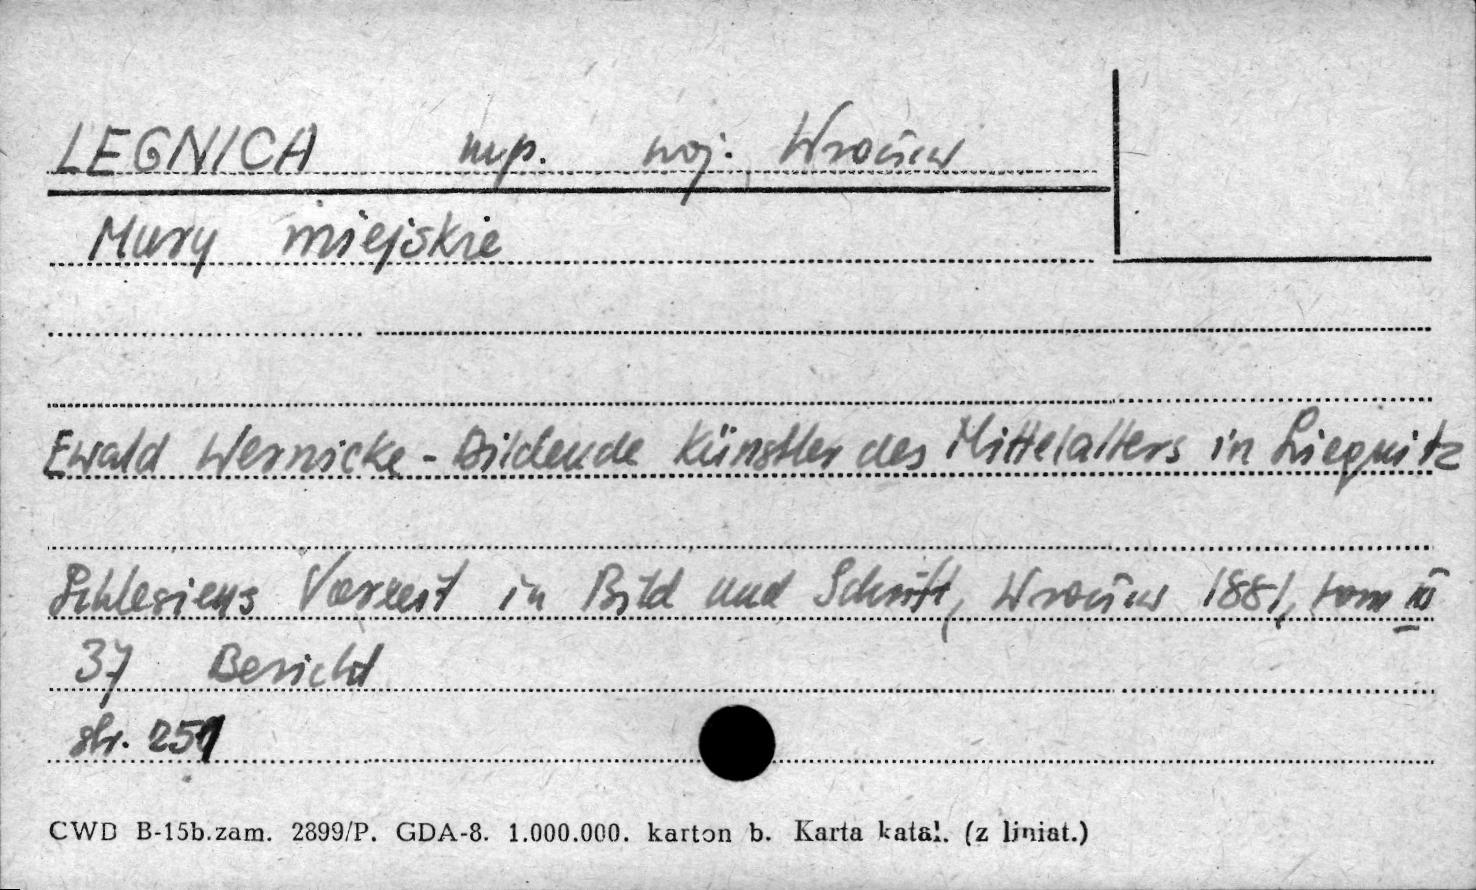 LEGNICA mp. woj. Wrocław
Mury miejskie
Ewald Wernicke - Bildende Künstler des Mittelalters in Liegnitz
Schlesiens Vorzeit in Bild und Schrift, Wrocław 1881, tom III
37 Bericht
str. 251
CWD B-15b.zam. 2899/P. GDA-8. 1.000.000. karton b. Karta katal. (z liniat.)